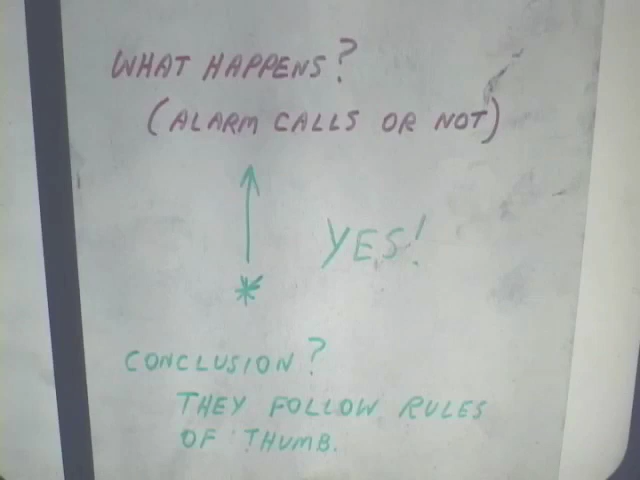 WHAT HAPPENS?
(ALARM CALLS OR NOT)
YES!
*
CONCLUSION?
THEY FOLLOW RULES
OF THUMB.